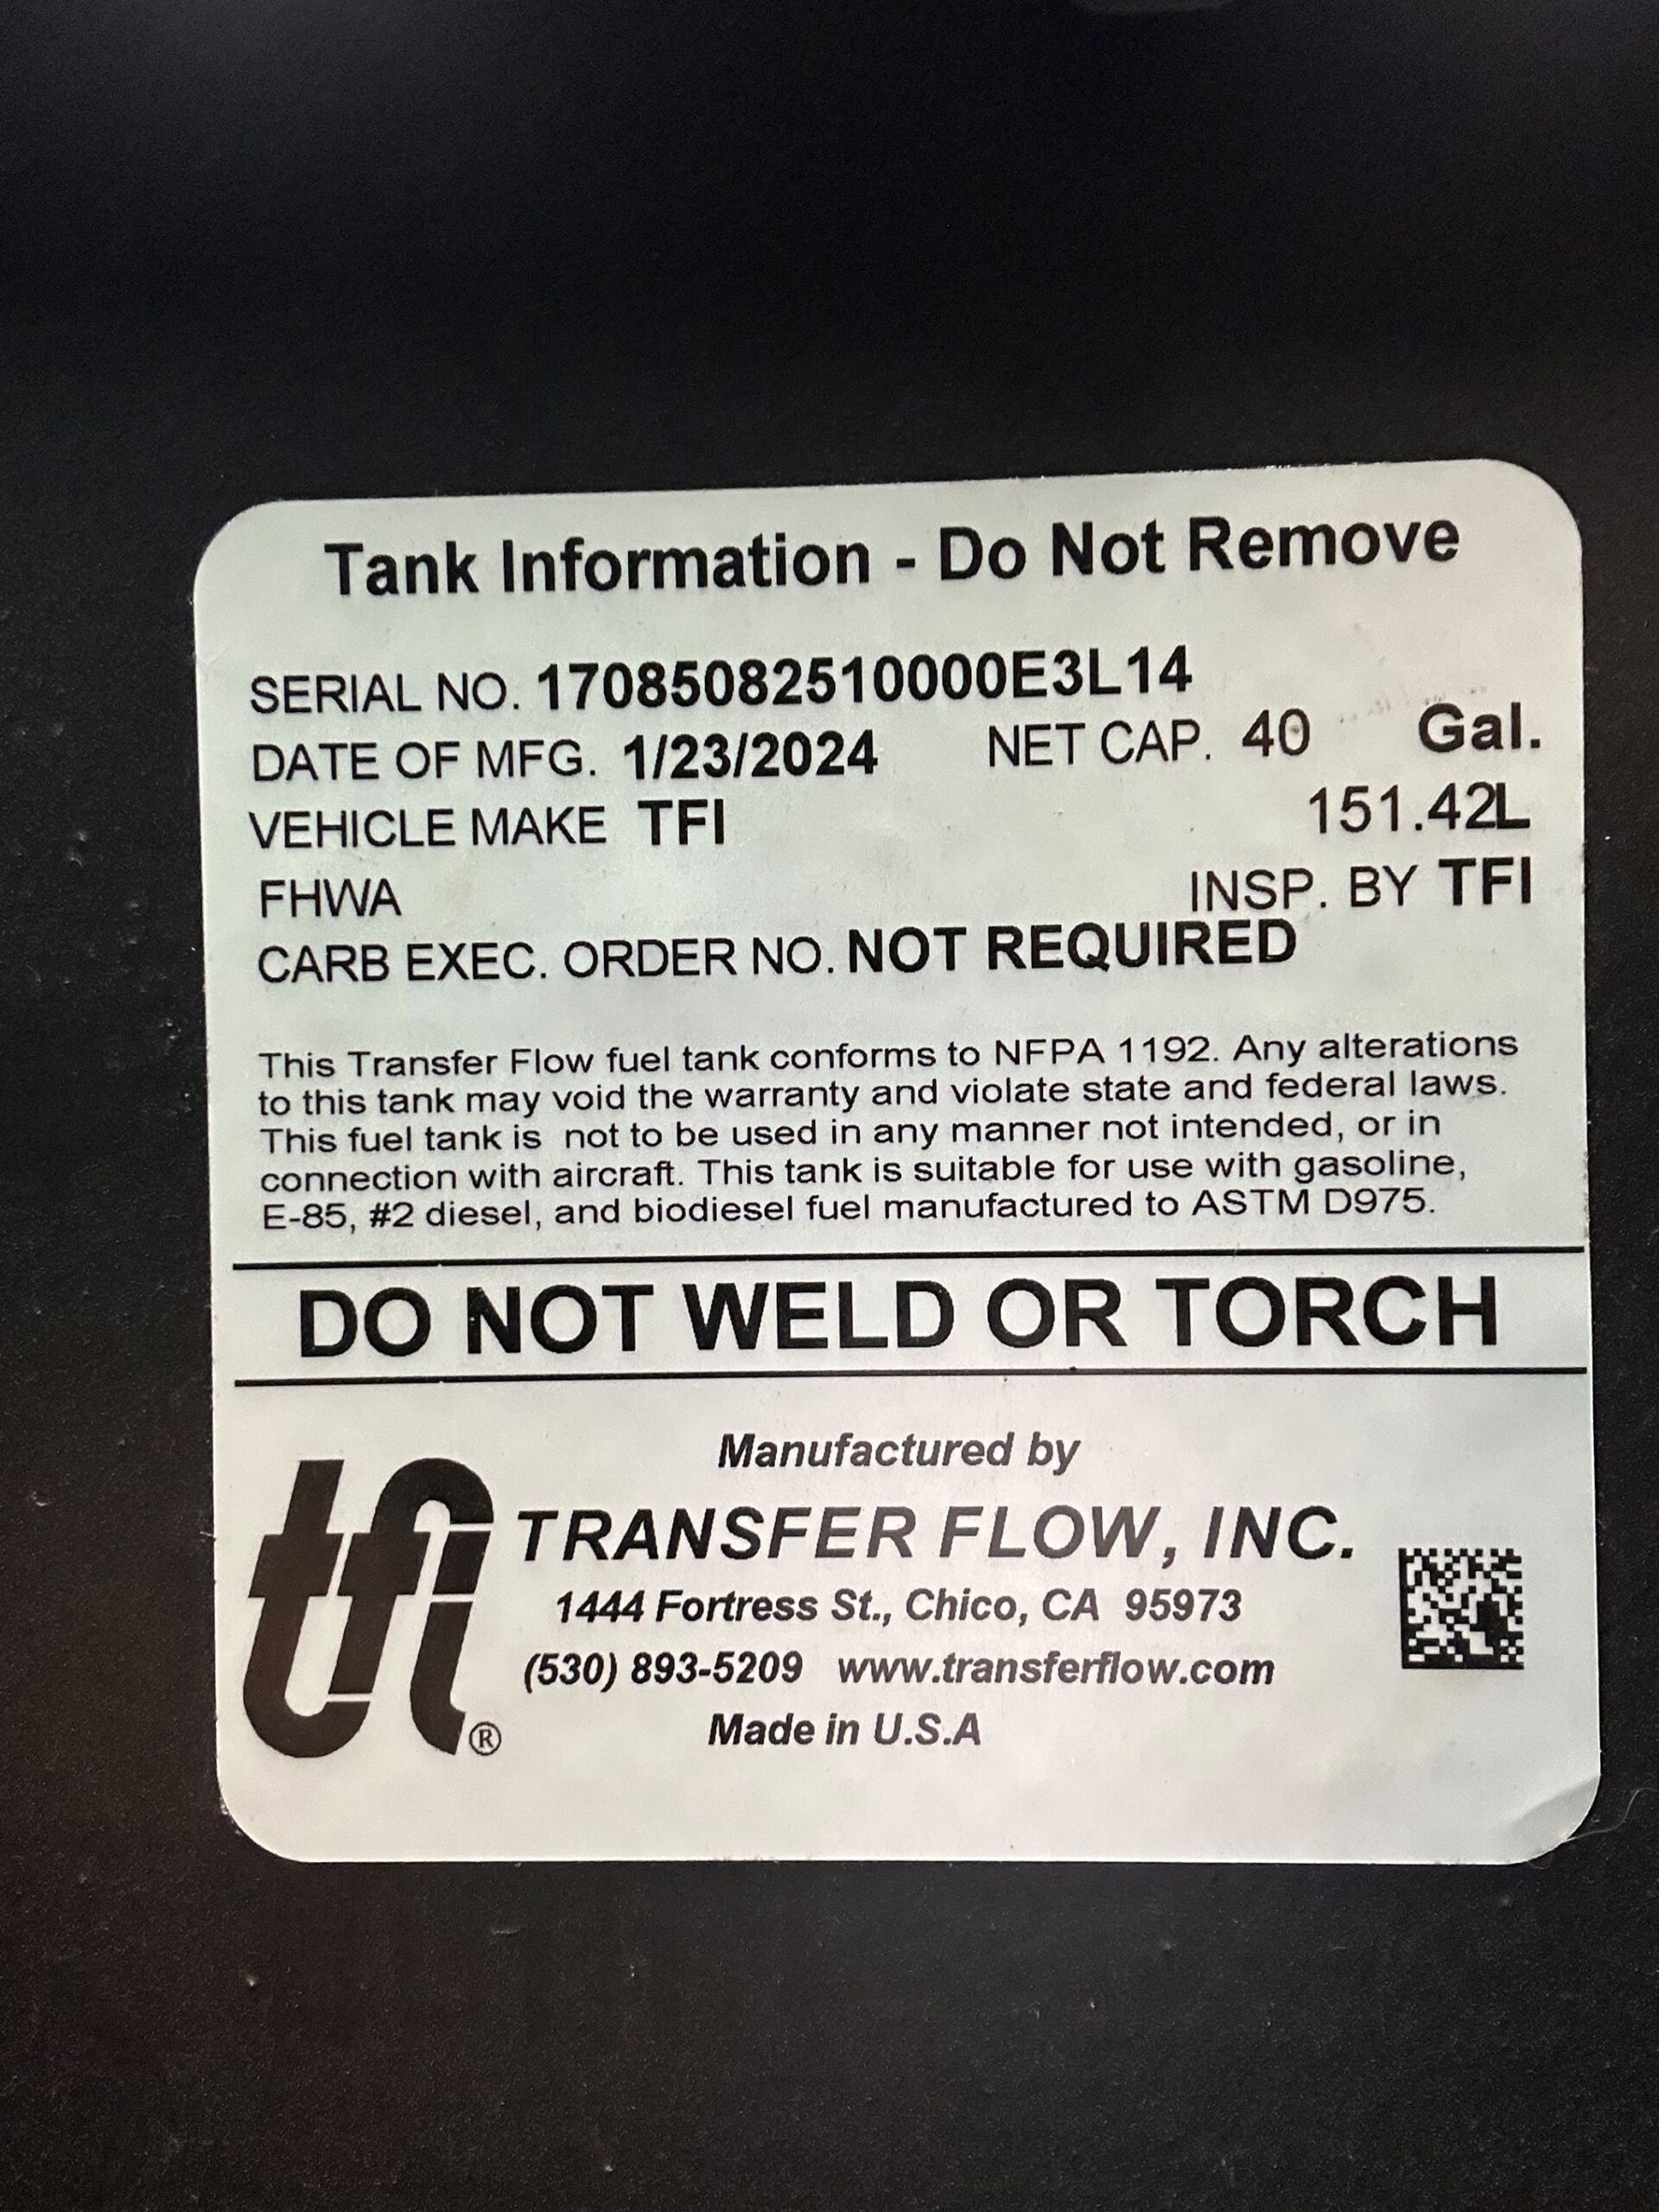 Tank Information - Do Not Remove
SERIAL NO. 17085082510000E3L14
DATE OF MFG. 1/23/2024 NET CAP. 40 Gal.
VEHICLE MAKE TFI 151.42L
FHWA INSP. BY TFI
CARB EXEC. ORDER NO. NOT REQUIRED
This Transfer Flow fuel tank conforms to NFPA 1192. Any alterations
to this tank may void the warranty and violate state and federal laws.
This fuel tank is not to be used in any manner not intended, or in
connection with aircraft. This tank is suitable for use with gasoline,
E-85, #2 diesel, and biodiesel fuel manufactured to ASTM D975.
DO NOT WELD OR TORCH
Manufactured by
tfi®
TRANSFER FLOW, INC.
1444 Fortress St., Chico, CA 95973
(530) 893-5209 www.transferflow.com
Made in U.S.A